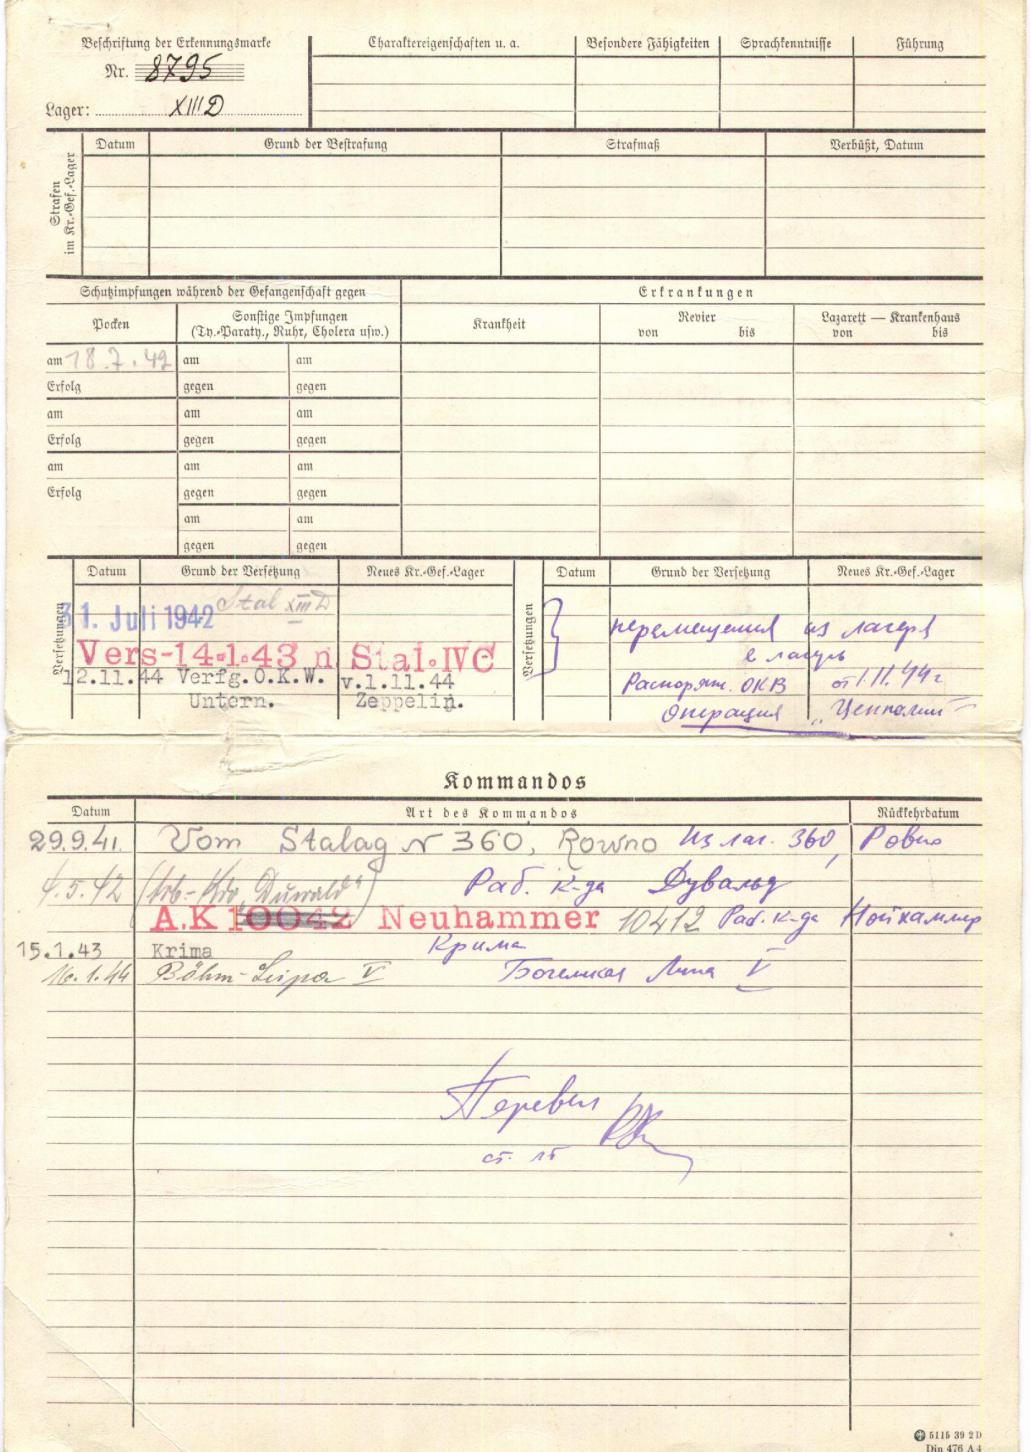 Beschriftung der Erkennungsmarke
Nr. 8795
Lager: XIII D
Charaktereigenschaften u. a.
Besondere Fähigkeiten
Sprachkenntnisse
Führung
Strafen
im Kr.-Gef.-Lager
Datum
Grund der Bestrafung
Strafmaß
Verbüßt, Datum
Schutzimpfungen während der Gefangenschaft gegen
Erkrankungen
Pocken
Sonstige Impfungen
(Ty.-Paraty., Ruhr, Cholera usw.)
Krankheit
Revier
von bis
Lazarett — Krankenhaus
von bis
am 18.7.42 am am
Erfolg gegen gegen
am am am
Erfolg gegen gegen
am am am
Erfolg gegen gegen
am am
gegen gegen
Versetzungen
Datum Grund der Versetzung Neues Kr.-Gef.-Lager
31. Juli 1942 Stal XIII D
Vers-14.1.43 n. Stal. IV C
12.11.44 Verfg. O.K.W. v.1.11.44
Untern. Zeppelin.
Versetzungen
Datum Grund der Versetzung Neues Kr.-Gef.-Lager
перемещения из лагеря
в лагерь
Распоряж. ОКВ от 1.11.44 г.
Операция „Цеппелин"
Kommandos
Datum Art des Kommandos Rückkehrdatum
29.9.41. Vom Stalag N 360, Rowno Из лаг. 360, Ровно
4.5.42 (Arb-Kdo „Duwald") Раб. к-да Дувальд
A.K 10042 Neuhammer 10412 Раб. к-да Нойхаммер
15.1.43 Krima Крима
16.1.44 Böhm-Leipa V Богемская Липа V
Перевел
ст. лт
5115 39 2 D
Din 476 A 4